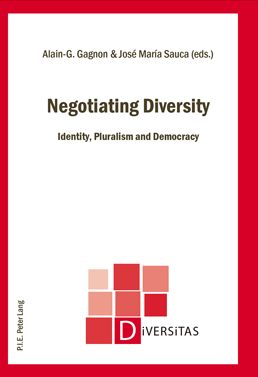 Alain-G. Gagnon & José María Sauca (eds.)
Negotiating Diversity
Identity, Pluralism and Democracy
P.I.E. Peter Lang
DIVERSITAS